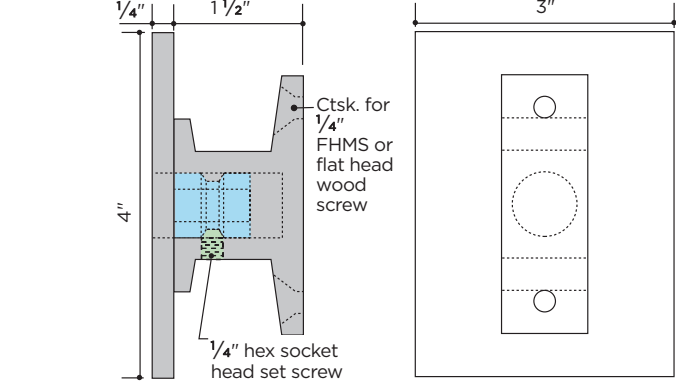 1/4" 1 1/2" 3"
Ctsk. for
1/4"
FHMS or
flat head
wood
screw
4"
1/4" hex socket
head set screw